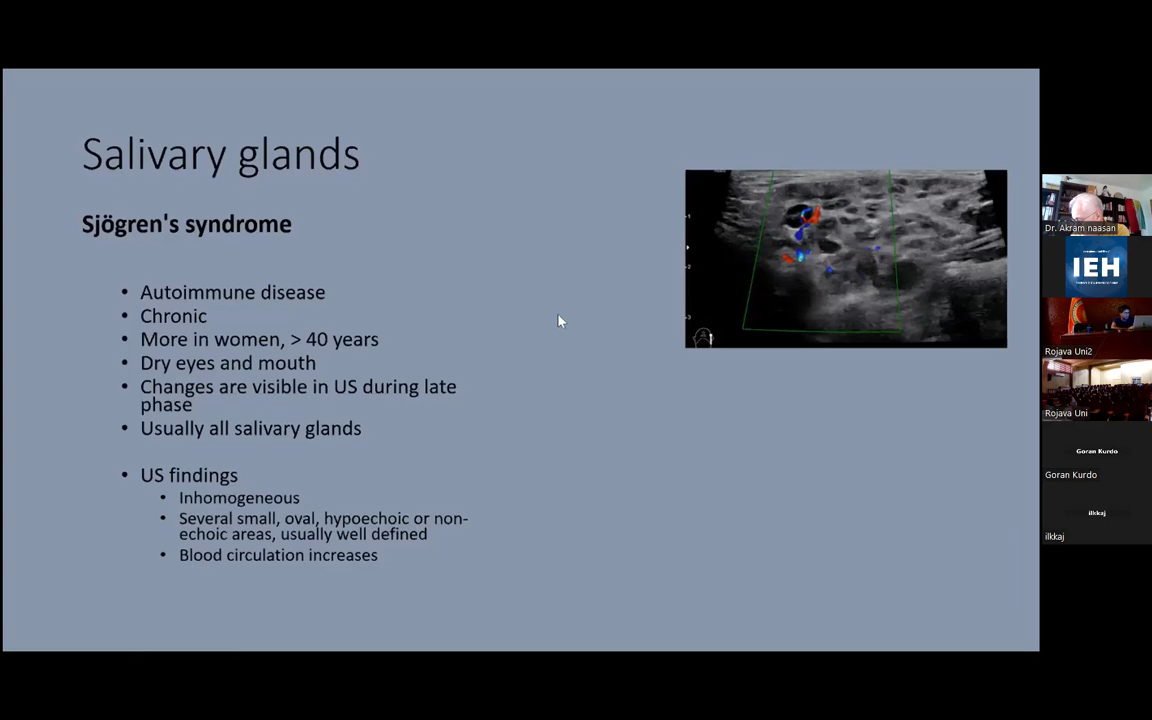 Salivary glands
Sjögren's syndrome
• Autoimmune disease
• Chronic
• More in women, > 40 years
• Dry eyes and mouth
• Changes are visible in US during late
phase
• Usually all salivary glands
• US findings
• Inhomogeneous
• Several small, oval, hypoechoic or non-
echoic areas, usually well defined
• Blood circulation increases
1
2
3
Dr. Akram naasan
IEH
Rojava Uni2
Rojava Uni
Goran Kurdo
Goran Kurdo
ilkkaj
ilkkaj